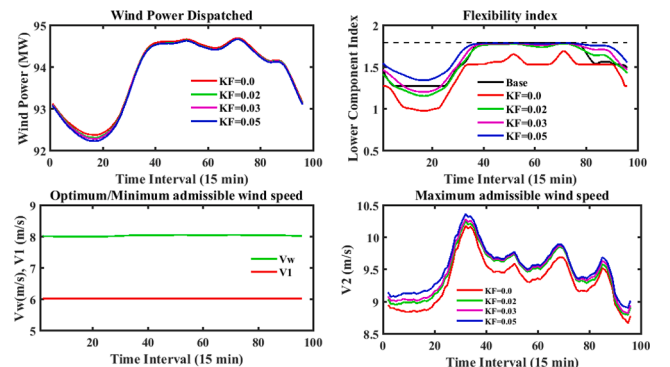 Wind Power Dispatched
95
94
93
92
Wind Power (MW)
KF=0.0
KF=0.02
KF=0.03
KF=0.05
0 20 40 60 80 100
Time Interval (15 min)
Flexibility index
2
1.5
1
0.5
Lower Component Index
Base
KF=0.0
KF=0.02
KF=0.03
KF=0.05
0 20 40 60 80 100
Time Interval (15 min)
Optimum/Minimum admissible wind speed
9
8
7
6
5
Vw(m/s), V1 (m/s)
Vw
V1
20 40 60 80 100
Time Interval (15 min)
Maximum admissible wind speed
10.5
10
9.5
9
8.5
V2 (m/s)
KF=0.0
KF=0.02
KF=0.03
KF=0.05
0 20 40 60 80 100
Time Interval (15 min)